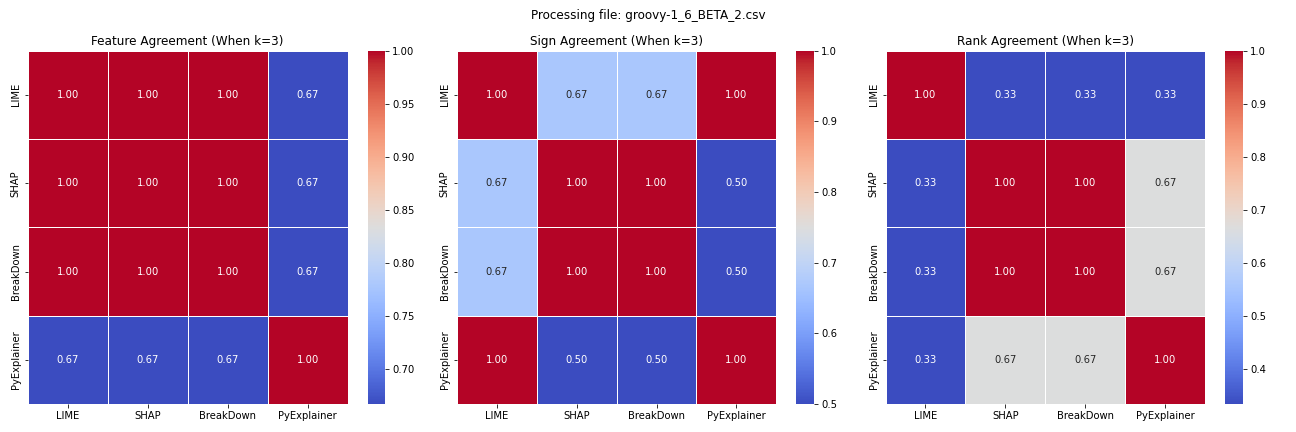 Processing file: groovy-1_6_BETA_2.csv
Feature Agreement (When k=3)
LIME
SHAP
BreakDown
PyExplainer
1.00 1.00 1.00 0.67
1.00 1.00 1.00 0.67
1.00 1.00 1.00 0.67
0.67 0.67 0.67 1.00
LIME SHAP BreakDown PyExplainer
1.00
0.95
0.90
0.85
0.80
0.75
0.70
Sign Agreement (When k=3)
LIME
SHAP
BreakDown
PyExplainer
1.00 0.67 0.67 1.00
0.67 1.00 1.00 0.50
0.67 1.00 1.00 0.50
1.00 0.50 0.50 1.00
LIME SHAP BreakDown PyExplainer
1.0
0.9
0.8
0.7
0.6
0.5
Rank Agreement (When k=3)
LIME
SHAP
BreakDown
PyExplainer
1.00 0.33 0.33 0.33
0.33 1.00 1.00 0.67
0.33 1.00 1.00 0.67
0.33 0.67 0.67 1.00
LIME SHAP BreakDown PyExplainer
1.0
0.9
0.8
0.7
0.6
0.5
0.4